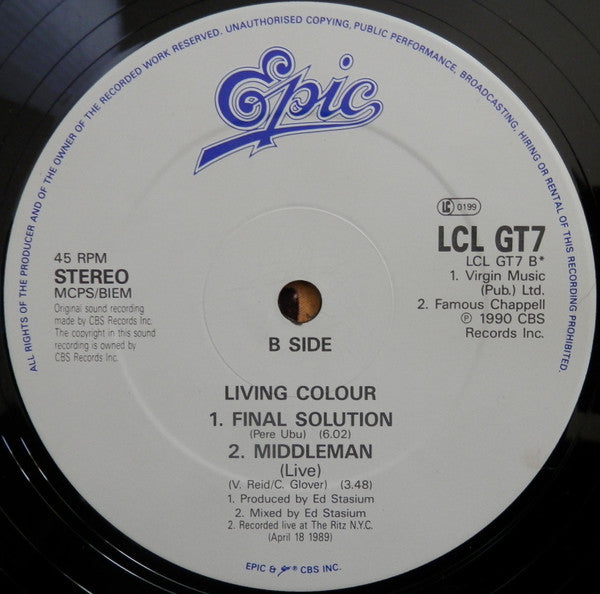 ALL RIGHTS OF THE PRODUCER AND OF THE OWNER OF THE RECORDED WORK RESERVED. UNAUTHORISED COPYING, PUBLIC PERFORMANCE, BROADCASTING, HIRING OR RENTAL OF THIS RECORDING PROHIBITED.
Epic
LC 0199
45 RPM
STEREO
MCPS/BIEM
Original sound recording
made by CBS Records Inc.
The copyright in this sound
recording is owned by
CBS Records Inc.
LCL GT7
LCL GT7 B*
1. Virgin Music
(Pub.) Ltd.
2. Famous Chappell
Ⓟ 1990 CBS
Records Inc.
B SIDE
LIVING COLOUR
1. FINAL SOLUTION
(Pere Ubu) (6.02)
2. MIDDLEMAN
(Live)
(V. Reid/C. Glover) (3.48)
1. Produced by Ed Stasium
2. Mixed by Ed Stasium
2. Recorded live at The Ritz N.Y.C.
(April 18 1989)
EPIC & ® CBS INC.